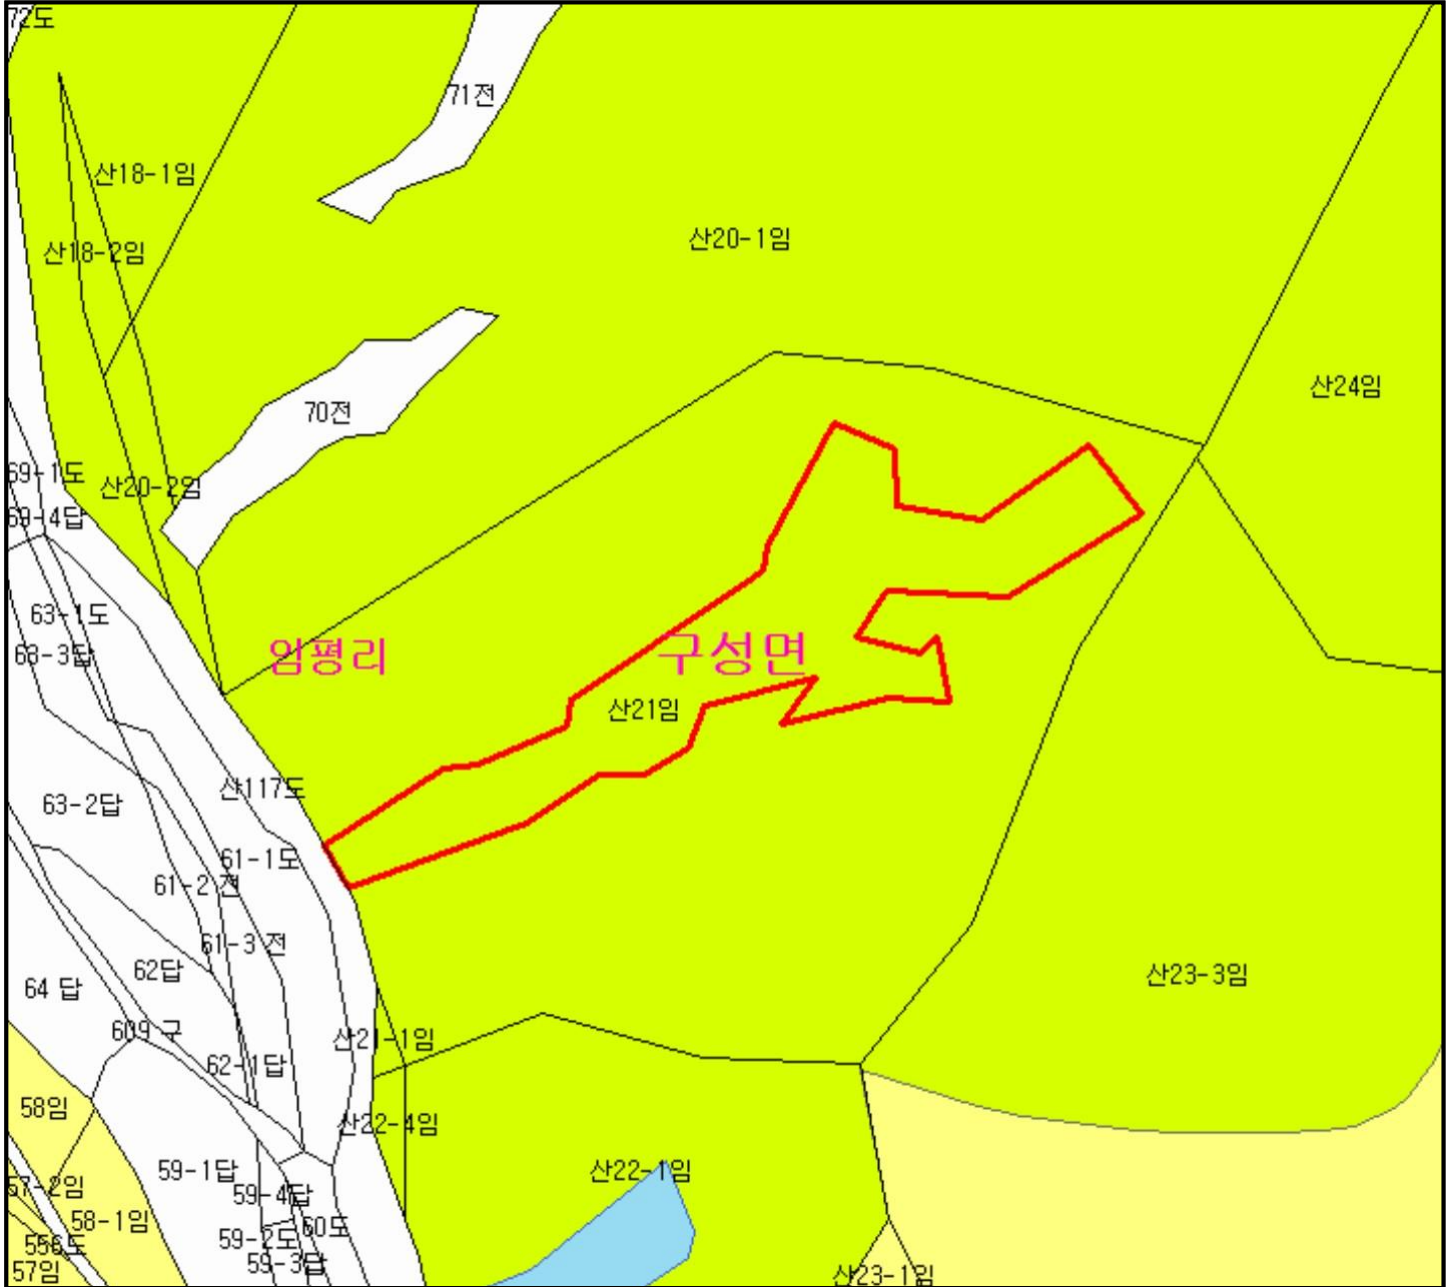 72도
71전
산18-1임
산20-1임
산18-2임
산24임
70전
69-1도
산20-2임
69-4답
63-1도
63-3답
임평리
구성면
산21임
산117도
63-2답
61-1도
61-2 전
61-3 전
62답
산23-3임
64 답
609 구
산21-1임
62-1답
58임
산22-4임
59-1답
산22-1임
57-2임
59-4답
58-1임
60도
59-2도
556도
59-3답
57임
산23-1임